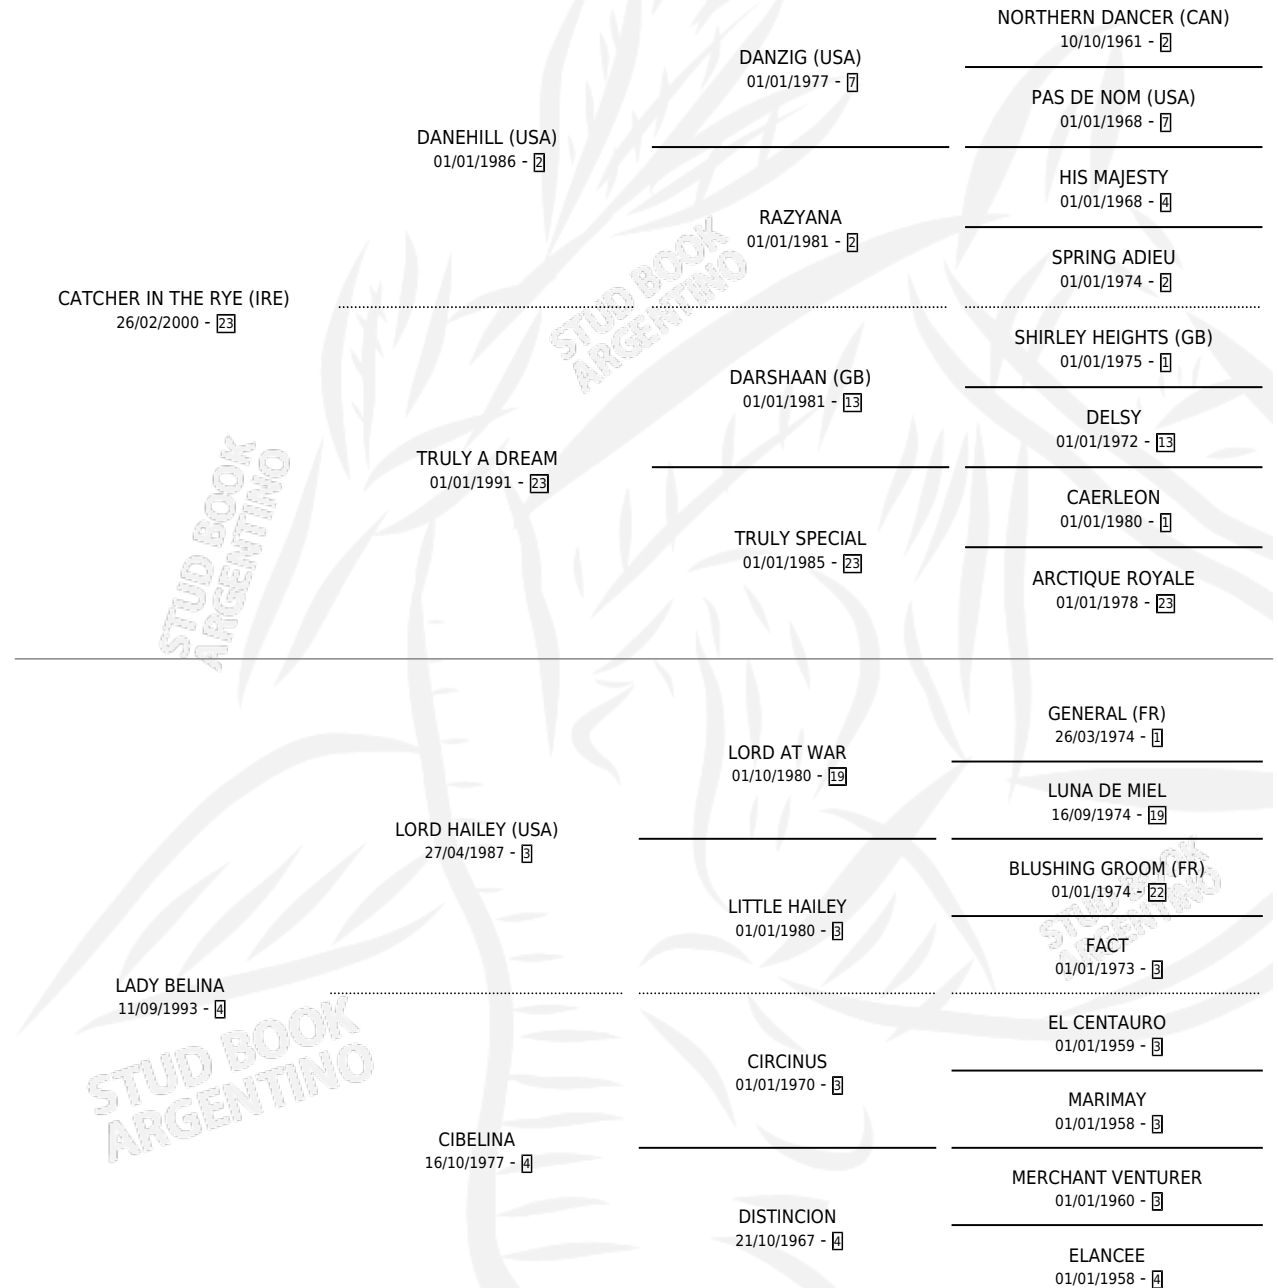 NORTHERN DANCER (CAN)
10/10/1961 - 2
DANZIG (USA)
01/01/1977 - 7
PAS DE NOM (USA)
01/01/1968 - 7
DANEHILL (USA)
01/01/1986 - 2
HIS MAJESTY
01/01/1968 - 4
RAZYANA
01/01/1981 - 2
SPRING ADIEU
01/01/1974 - 2
CATCHER IN THE RYE (IRE)
26/02/2000 - 23
SHIRLEY HEIGHTS (GB)
01/01/1975 - 1
DARSHAAN (GB)
01/01/1981 - 13
DELSY
01/01/1972 - 13
TRULY A DREAM
01/01/1991 - 23
CAERLEON
01/01/1980 - 1
TRULY SPECIAL
01/01/1985 - 23
ARCTIQUE ROYALE
01/01/1978 - 23
STUD BOOK
ARGENTINO
STUD BOOK
ARGENTINO
GENERAL (FR)
26/03/1974 - 1
LORD AT WAR
01/10/1980 - 19
LUNA DE MIEL
16/09/1974 - 19
LORD HAILEY (USA)
27/04/1987 - 3
BLUSHING GROOM (FR)
01/01/1974 - 22
LITTLE HAILEY
01/01/1980 - 3
FACT
01/01/1973 - 3
LADY BELINA
11/09/1993 - 4
EL CENTAURO
01/01/1959 - 3
CIRCINUS
01/01/1970 - 3
MARIMAY
01/01/1958 - 3
CIBELINA
16/10/1977 - 4
MERCHANT VENTURER
01/01/1960 - 3
DISTINCION
21/10/1967 - 4
ELANCEE
01/01/1958 - 4
STUD BOOK
ARGENTINO
STUD BOOK
ARGENTINO